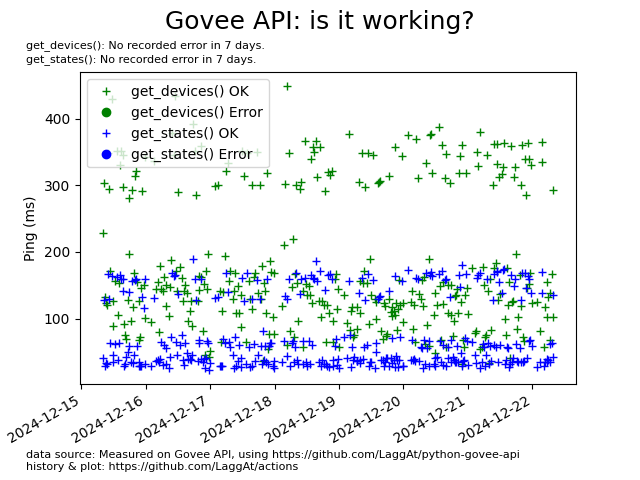 Govee API: is it working?
get_devices(): No recorded error in 7 days.
get_states(): No recorded error in 7 days.
get_devices() OK
get_devices() Error
get_states() OK
get_states() Error
400
300
200
100
Ping (ms)
2024-12-15
2024-12-16
2024-12-17
2024-12-18
2024-12-19
2024-12-20
2024-12-21
2024-12-22
data source: Measured on Govee API, using https://github.com/LaggAt/python-govee-api
history & plot: https://github.com/LaggAt/actions